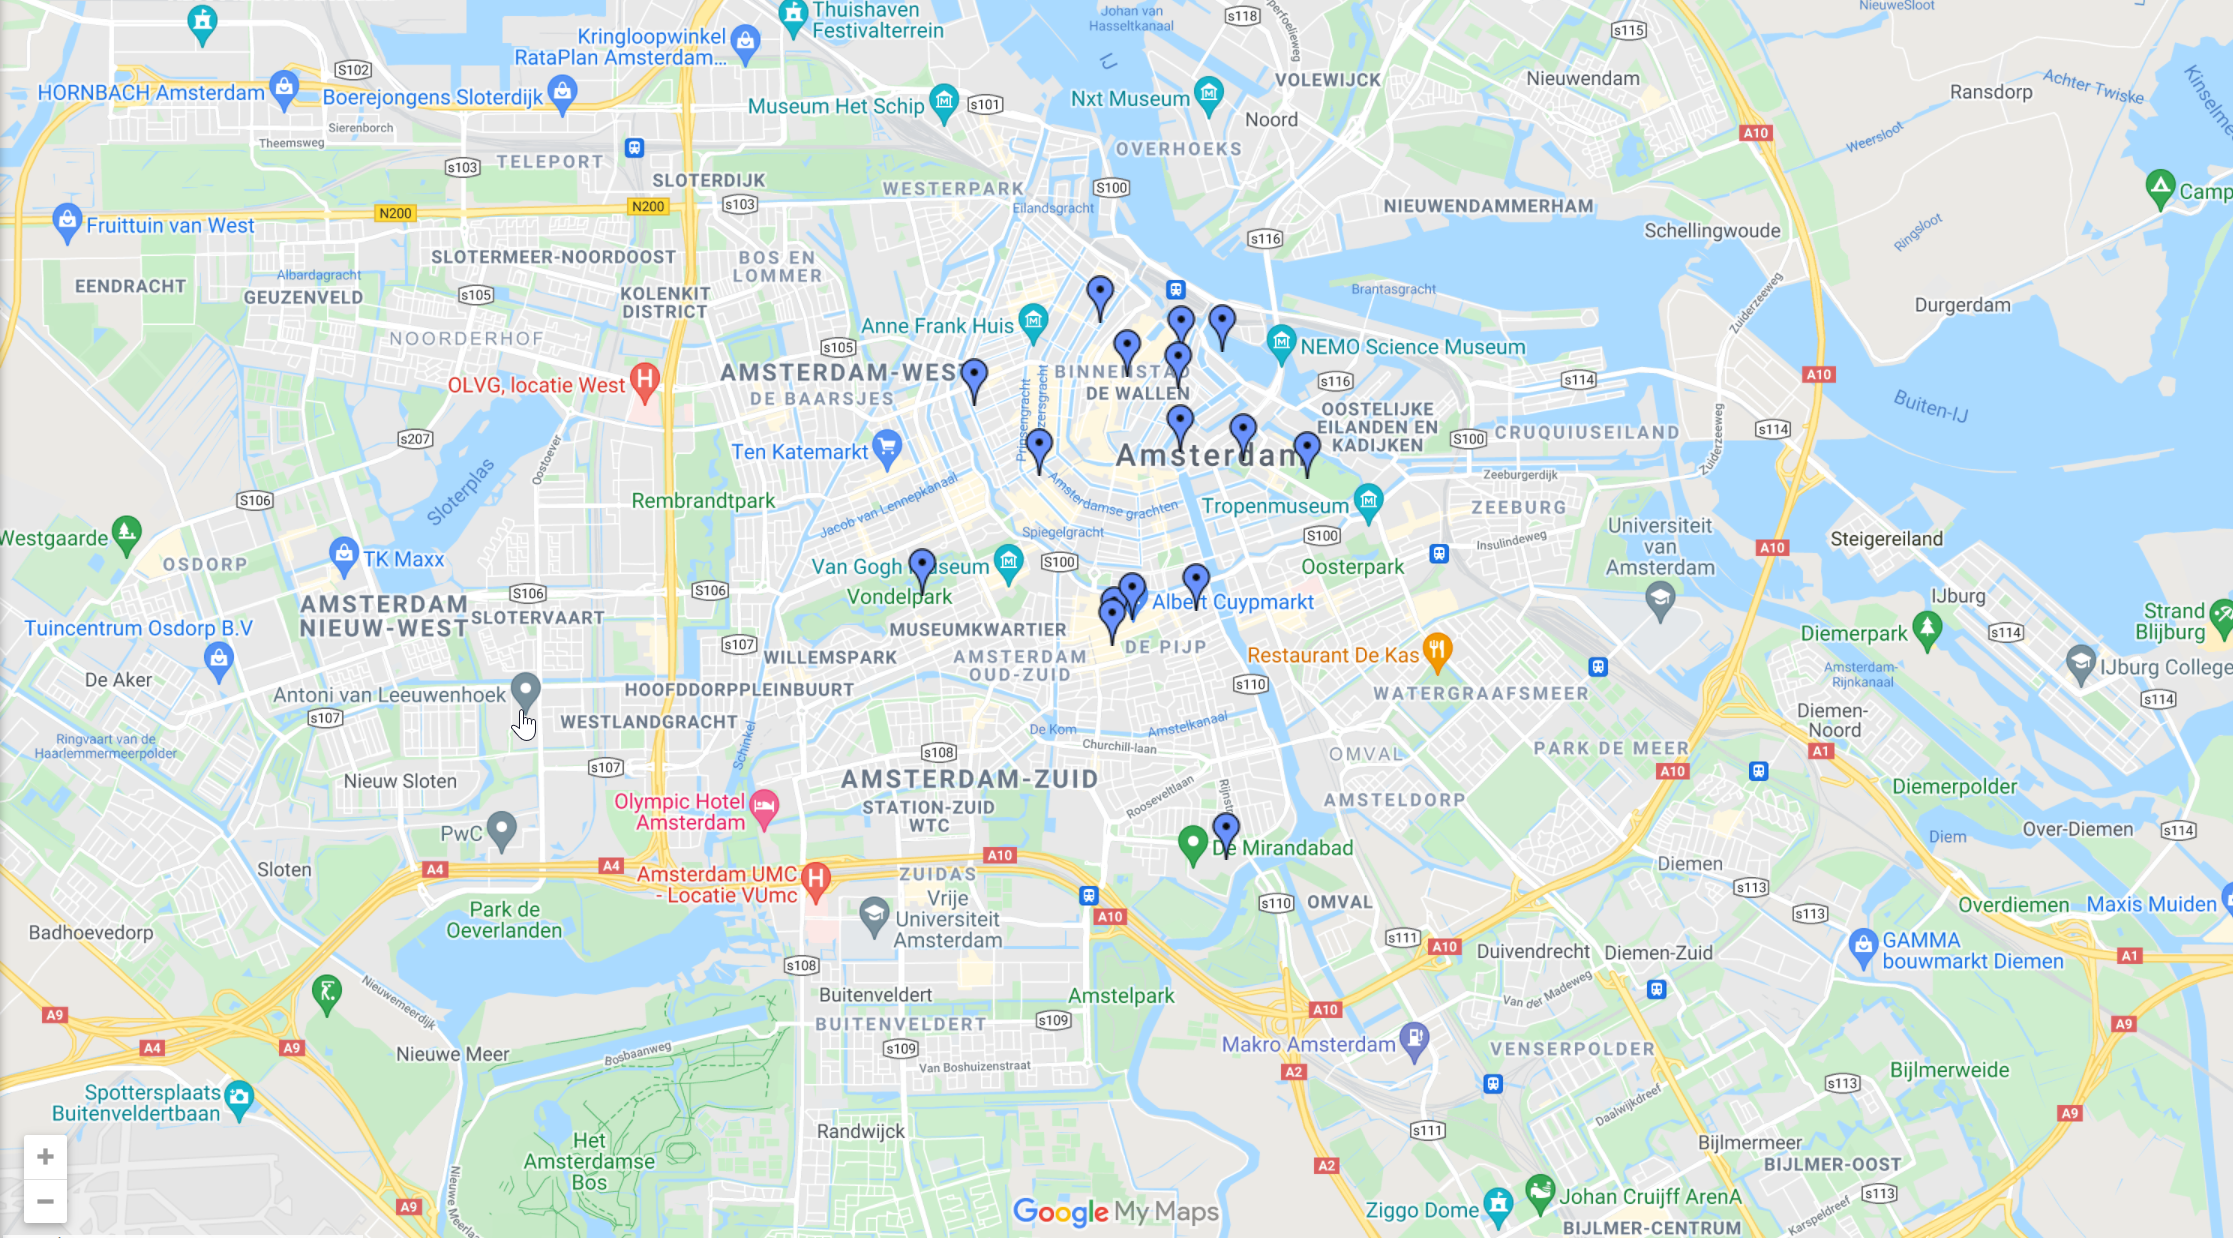 Thuishaven
Festivalterrein
Johan van
Hasseltkanaal
s118
s115
NieuweSloot
Kringloopwinkel
RataPlan Amsterdam...
S102
HORNBACH Amsterdam
Boerejongens Sloterdijk
Museum Het Schip
s101
Nxt Museum
IJ
VOLEWIJCK
Nieuwendam
Ransdorp
Achter Twiske
Noord
A10
Weersloot
Sierenborch
Theemsweg
s103
TELEPORT
OVERHOEKS
SLOTERDIJK
s103
WESTERPARK
S100
Eilandsgracht
N200
N200
NIEUWENDAMMERHAM
Camp
Fruittuin van West
s116
Schellingwoude
Ringsloot
SLOTERMEER-NOORDOOST
BOS EN
LOMMER
Albardagracht
EENDRACHT
GEUZENVELD
s105
KOLENKIT
DISTRICT
Brantasgracht
Zuiderzeeweg
Durgerdam
NOORDERHOF
Anne Frank Huis
s105
NEMO Science Museum
AMSTERDAM-WEST
DE BAARSJES
BINNENSTAD
DE WALLEN
s116
s114
A10
OLVG, locatie West
Prinsengracht
OOSTELIJKE
EILANDEN EN
KADIJKEN
Buiten-IJ
s207
Oostoever
Ten Katemarkt
Amsterdam
S100
CRUQUIUSEILAND
s114
Zuiderzeeweg
Zeeburgerdijk
Sloterplas
S106
Rembrandtpark
Jacob van Lennepkanaal
Amsterdamse grachten
Tropenmuseum
ZEEBURG
Westgaarde
Spiegelgracht
S100
Insulindeweg
Universiteit
van
Amsterdam
A10
Steigereiland
OSDORP
TK Maxx
Van Gogh Museum
S100
Oosterpark
S106
S106
Vondelpark
AMSTERDAM
NIEUW-WEST
SLOTERVAART
Albert Cuypmarkt
IJburg
Strand
Blijburg
Tuincentrum Osdorp B.V
MUSEUMKWARTIER
s107
WILLEMSPARK
AMSTERDAM
OUD-ZUID
DE PIJP
Restaurant De Kas
Diemerpark
s114
De Aker
Antoni van Leeuwenhoek
s107
HOOFDDORPPLEINBUURT
s110
WATERGRAAFSMEER
Amsterdam-
Rijnkanaal
IJburg College
s114
WESTLANDGRACHT
Schinkel
De Kom
Amstelkanaal
Churchill-laan
Diemen-
Noord
Ringvaart van de
Haarlemmermeerpolder
s108
OMVAL
PARK DE MEER
A1
Nieuw Sloten
s107
AMSTERDAM-ZUID
A10
Rooseveltlaan
Rijnstr
Diemerpolder
Olympic Hotel
Amsterdam
STATION-ZUID
WTC
AMSTELDORP
PwC
De Mirandabad
Diem
Over-Diemen
s114
Sloten
A4
A4
A10
Diemen
Amsterdam UMC
- Locatie VUmc
ZUIDAS
s113
Park de
Oeverlanden
Vrije
Universiteit
Amsterdam
A10
s110
OMVAL
s113
Overdiemen
Maxis Muiden
Badhoevedorp
s111
A10
Duivendrecht
Diemen-Zuid
GAMMA
bouwmarkt Diemen
A1
s108
Nieuwemeerdijk
Buitenveldert
Amstelpark
Van der Madeweg
A9
BUITENVELDERT
s109
A10
A9
A4
A9
Nieuwe Meer
Bosbaanweg
s109
Makro Amsterdam
VENSERPOLDER
Van Boshuizenstraat
A2
Bijlmerweide
s113
Spottersplaats
Buitenveldertbaan
Daalwijkdreef
A9
Randwijck
s111
Het
Amsterdamse
Bos
Bijlmermeer
BIJLMER-OOST
A2
s113
A9
Google My Maps
Ziggo Dome
Johan Cruijff ArenA
Karspeldreef
BIJLMER-CENTRUM